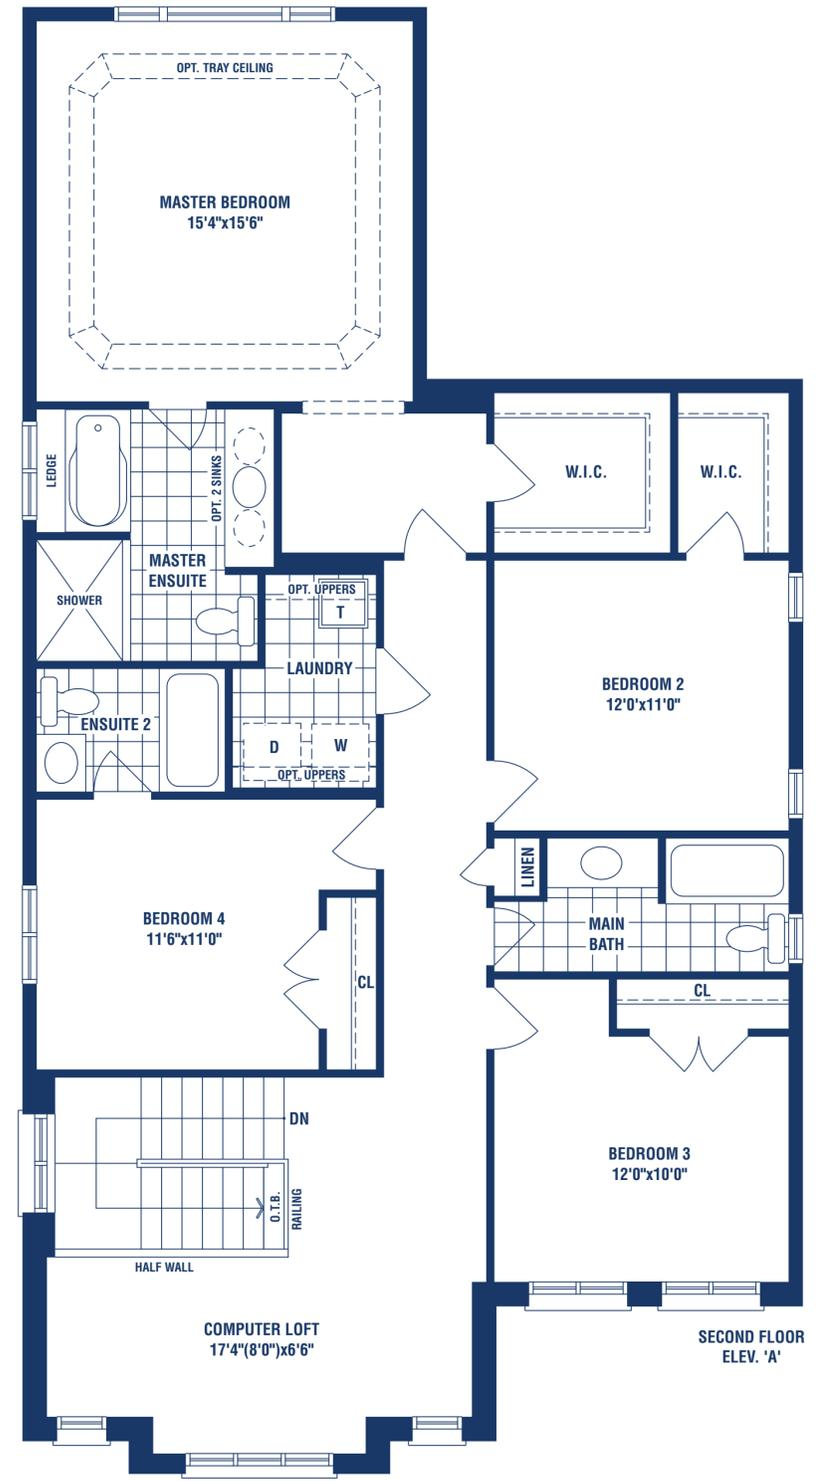 OPT. TRAY CEILING
MASTER BEDROOM
15'4"x15'6"
LEDGE
OPT. 2 SINKS
W.I.C.
W.I.C.
MASTER
ENSUITE
SHOWER
OPT. UPPERS
T
LAUNDRY
BEDROOM 2
12'0'x11'0"
ENSUITE 2
D
W
OPT. UPPERS
LINEN
BEDROOM 4
11'6"x11'0"
MAIN
BATH
CL
CL
DN
BEDROOM 3
12'0"x10'0"
O.T.B.
RAILING
HALF WALL
COMPUTER LOFT
17'4"(8'0")x6'6"
SECOND FLOOR
ELEV. 'A'